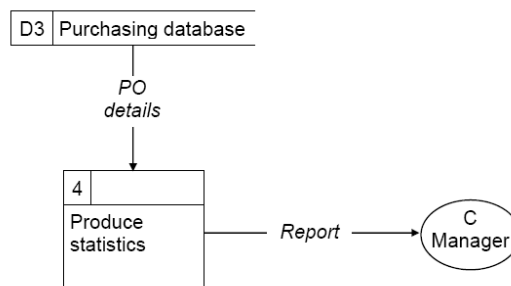 D3 Purchasing database
PO
details
4
Produce
statistics
Report
C
Manager